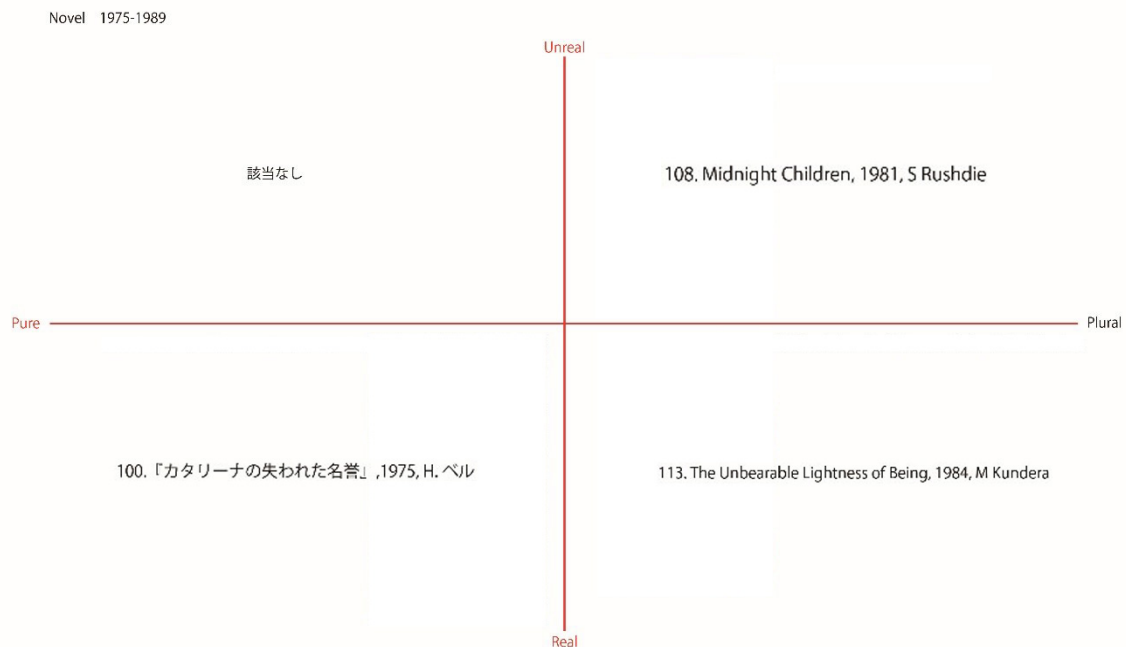 Novel 1975-1989
Unreal
該当なし
108. Midnight Children, 1981, S Rushdie
Pure
Plural
100.『カタリーナの失われた名誉』,1975, H. ベル
113. The Unbearable Lightness of Being, 1984, M Kundera
Real